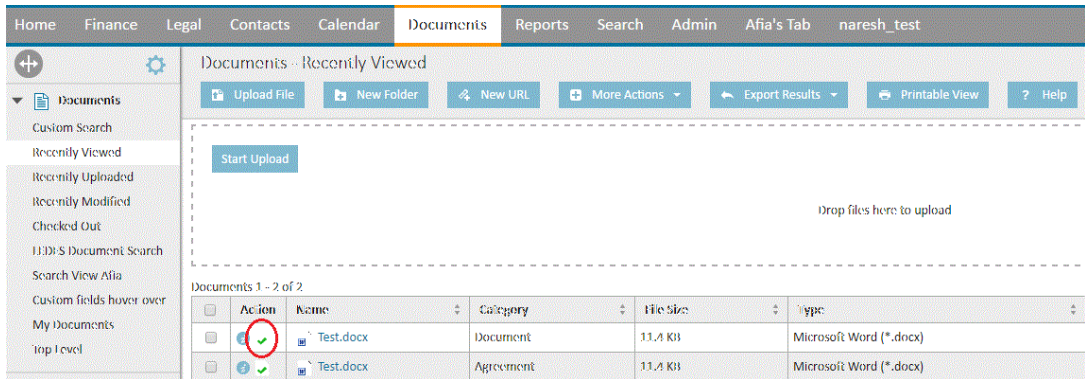 Home Finance Legal Contacts Calendar Documents Reports Search Admin Afia's Tab naresh_test
Documents - Recently Viewed
Upload File New Folder New URL More Actions Export Results Printable View ? Help
Documents
Custom Search
Recently Viewed
Recently Uploaded
Recently Modified
Checked Out
LEDES Document Search
Search View Afia
Custom fields hover over
My Documents
Top Level
Start Upload
Drop files here to upload
Documents 1 - 2 of 2
Action Name Category File Size Type
Test.docx Document 11.4 KB Microsoft Word (*.docx)
Test.docx Agreement 11.4 KB Microsoft Word (*.docx)